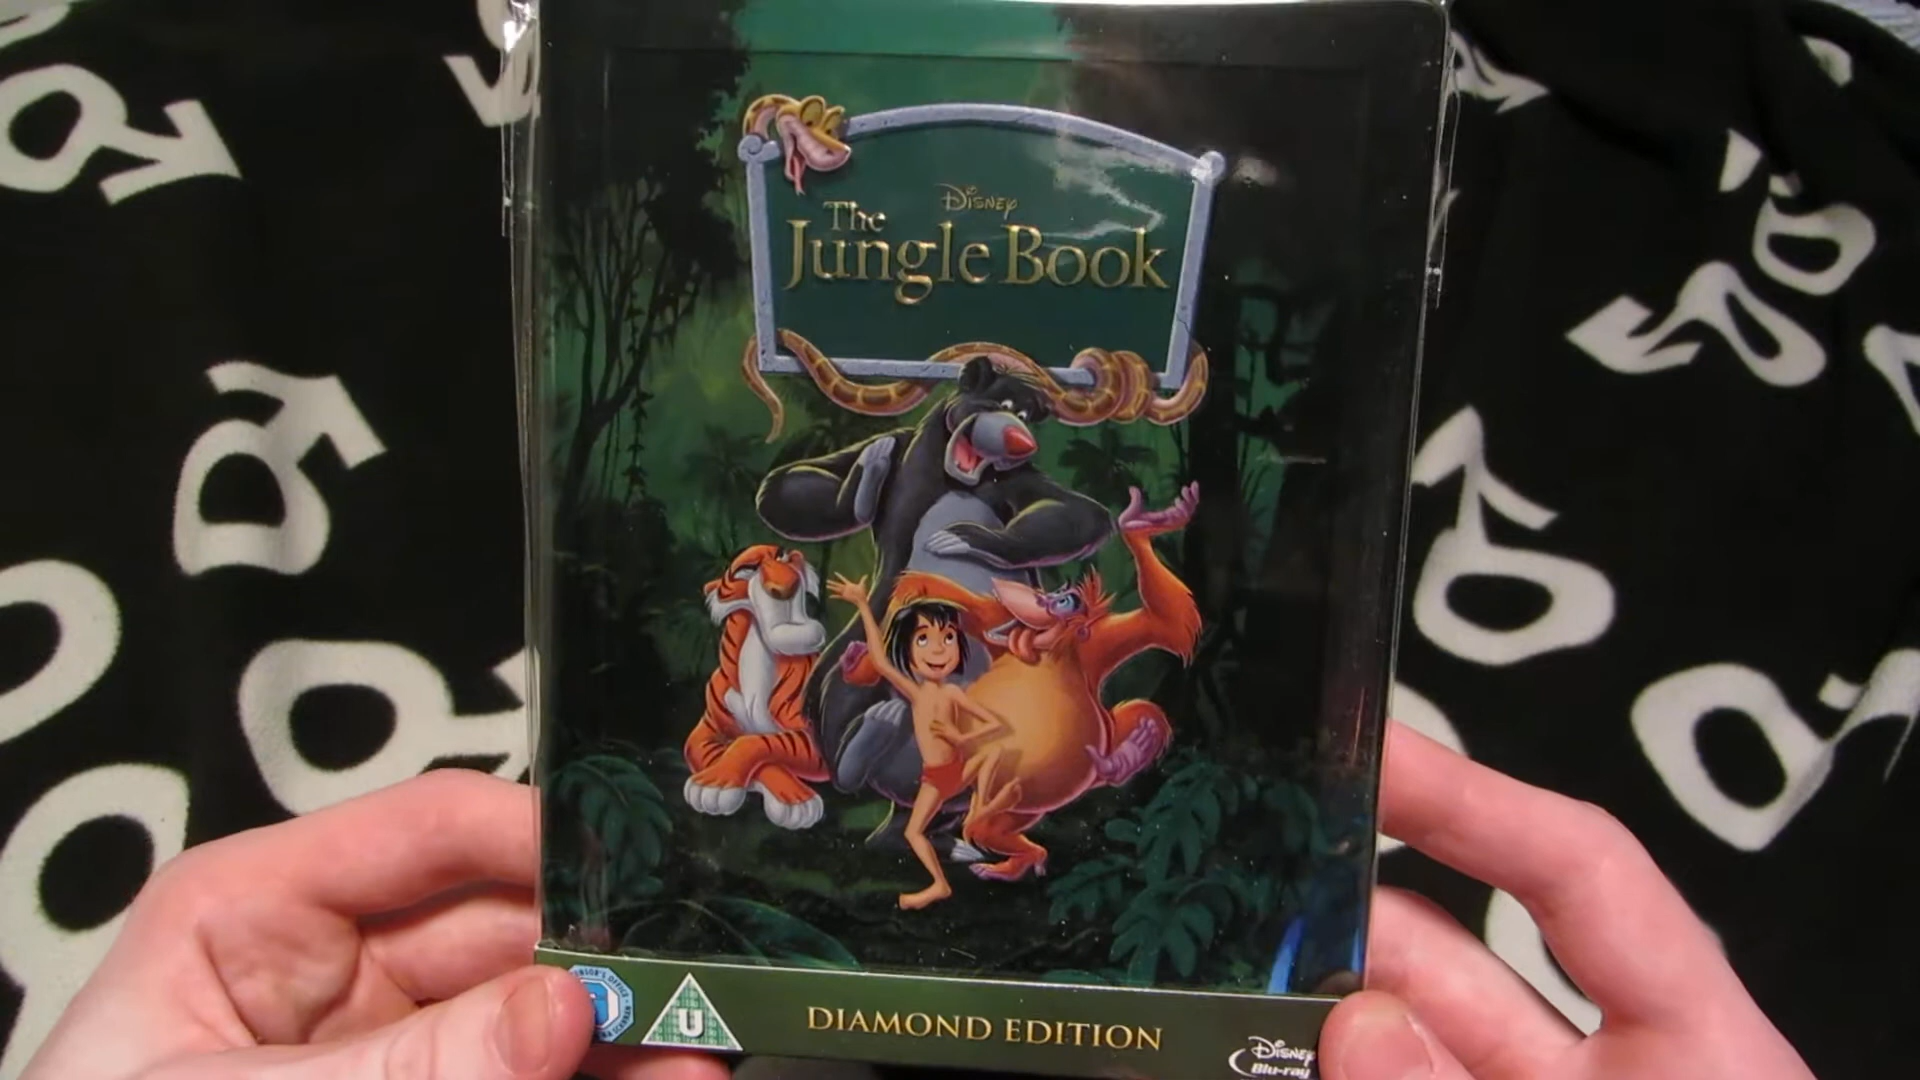 Disney
The
Jungle Book
U
DIAMOND EDITION
Disney
Blu-ray